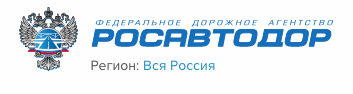 ФЕДЕРАЛЬНОЕ ДОРОЖНОЕ АГЕНТСТВО
РОСАВТОДОР
Регион: Вся Россия